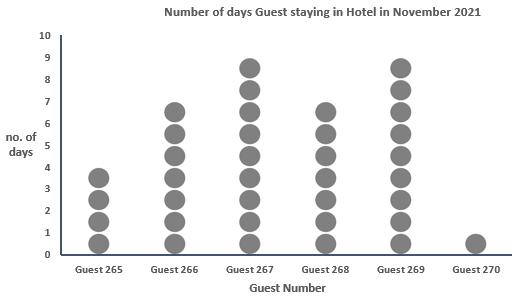 Number of days Guest staying in Hotel in November 2021
10
9
8
7
6
5
4
3
2
1
0
no. of
days
Guest 265 Guest 266 Guest 267 Guest 268 Guest 269 Guest 270
Guest Number